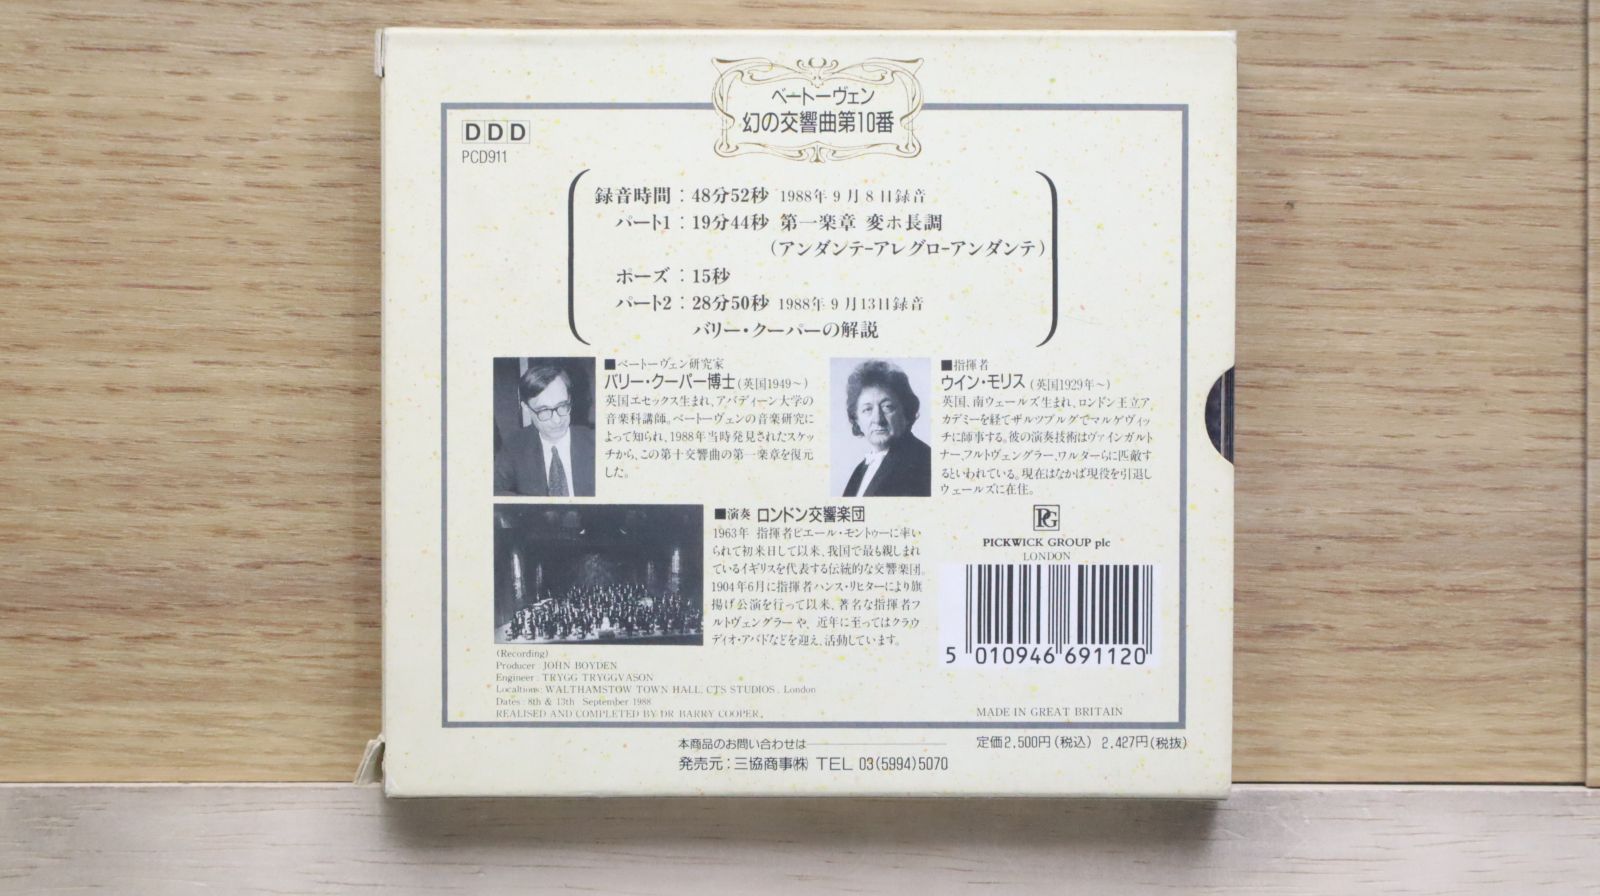 ベートーヴェン
幻の交響曲第10番
DDD
PCD911
録音時間：48分52秒 1988年9月8日録音
パート1：19分44秒 第一楽章 変ホ長調
（アンダンテ−アレグロ−アンダンテ）
ポーズ：15秒
パート2：28分50秒 1988年9月13日録音
バリー・クーパーの解説
■ベートーヴェン研究家
バリー・クーパー博士（英国1949〜）
英国エセックス生まれ、アバディーン大学の
音楽科講師。ベートーヴェンの音楽研究に
よって知られ、1988年当時発見されたスケッ
チから、この第十交響曲の第一楽章を復元
した。
■指揮者
ウイン・モリス（英国1929年〜）
英国、南ウェールズ生まれ、ロンドン王立ア
カデミーを経てザルツブルグでマルケヴィッ
チに師事する。彼の演奏技術はヴァインガルト
ナー、フルトヴェングラー、ワルターらに匹敵す
るといわれている。現在はなかば現役を引退し
ウェールズに在住。
■演奏 ロンドン交響楽団
1963年 指揮者ピエール・モントゥーに率い
られて初来日して以来、我国で最も親しまれ
ているイギリスを代表する伝統的な交響楽団。
1904年6月に指揮者ハンス・リヒターにより旗
揚げ公演を行って以来、著名な指揮者フ
ルトヴェングラーや、近年に至ってはクラウ
ディオ・アバドなどを迎え、活動しています。
PG
PICKWICK GROUP plc
LONDON
5 010946 691120
(Recording)
Producer: JOHN BOYDEN
Engineer: TRYGG TRYGGVASON
Localtions: WALTHAMSTOW TOWN HALL, CTS STUDIOS, London
Dates: 8th & 13th September 1988
REALISED AND COMPLETED BY DR BARRY COOPER,
MADE IN GREAT BRITAIN
本商品のお問い合わせは
定価2,500円（税込） 2,427円（税抜）
発売元：三協商事㈱ TEL 03(5994)5070